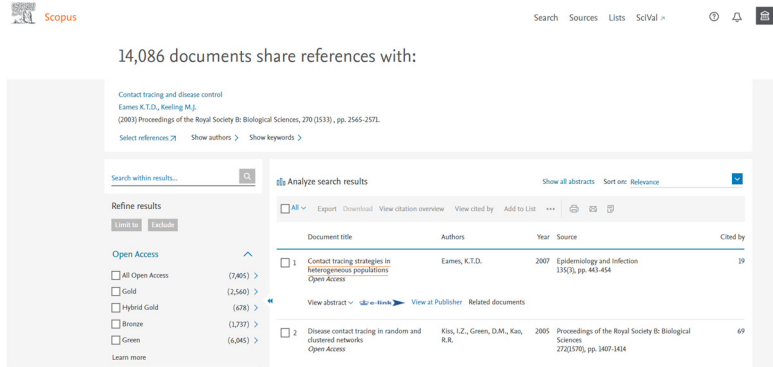 Scopus
Search Sources Lists SciVal
14,086 documents share references with:
Contact tracing and disease control
Eames K.T.D., Keeling M.J.
(2003) Proceedings of the Royal Society B: Biological Sciences, 270 (1533) , pp. 2565-2571.
Select references Show authors Show keywords
Search within results...
Analyze search results
Show all abstracts Sort on: Relevance
Refine results
Limit to Exclude
All Export Download View citation overview View cited by Add to List ...
Document title Authors Year Source Cited by
Open Access
All Open Access (7,405)
Gold (2,560)
Hybrid Gold (678)
Bronze (1,737)
Green (6,045)
Learn more
1 Contact tracing strategies in Eames, K.T.D. 2007 Epidemiology and Infection 19
heterogeneous populations 135(3), pp. 443-454
Open Access
View abstract e-link View at Publisher Related documents
2 Disease contact tracing in random and Kiss, I.Z., Green, D.M., Kao, 2005 Proceedings of the Royal Society B: Biological 69
clustered networks R.R. Sciences
Open Access 272(1570), pp. 1407-1414